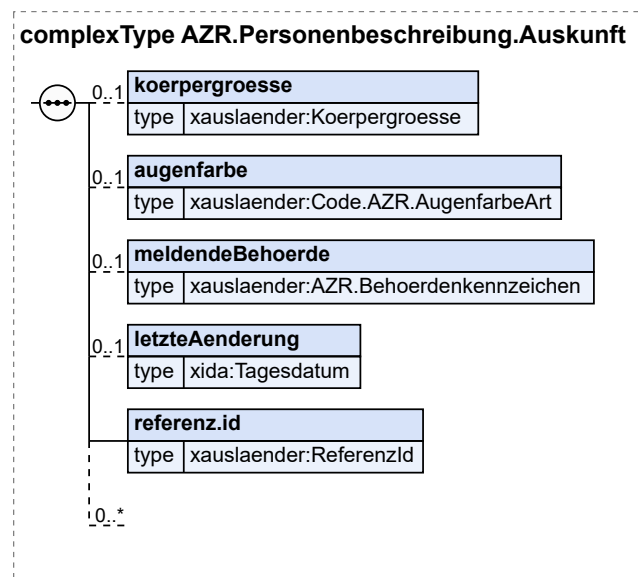 complexType AZR.Personenbeschreibung.Auskunft
0..1
koerpergroesse
type xauslaender:Koerpergroesse
0..1
augenfarbe
type xauslaender:Code.AZR.AugenfarbeArt
0..1
meldendeBehoerde
type xauslaender:AZR.Behoerdenkennzeichen
0..1
letzteAenderung
type xida:Tagesdatum
referenz.id
type xauslaender:ReferenzId
0..*